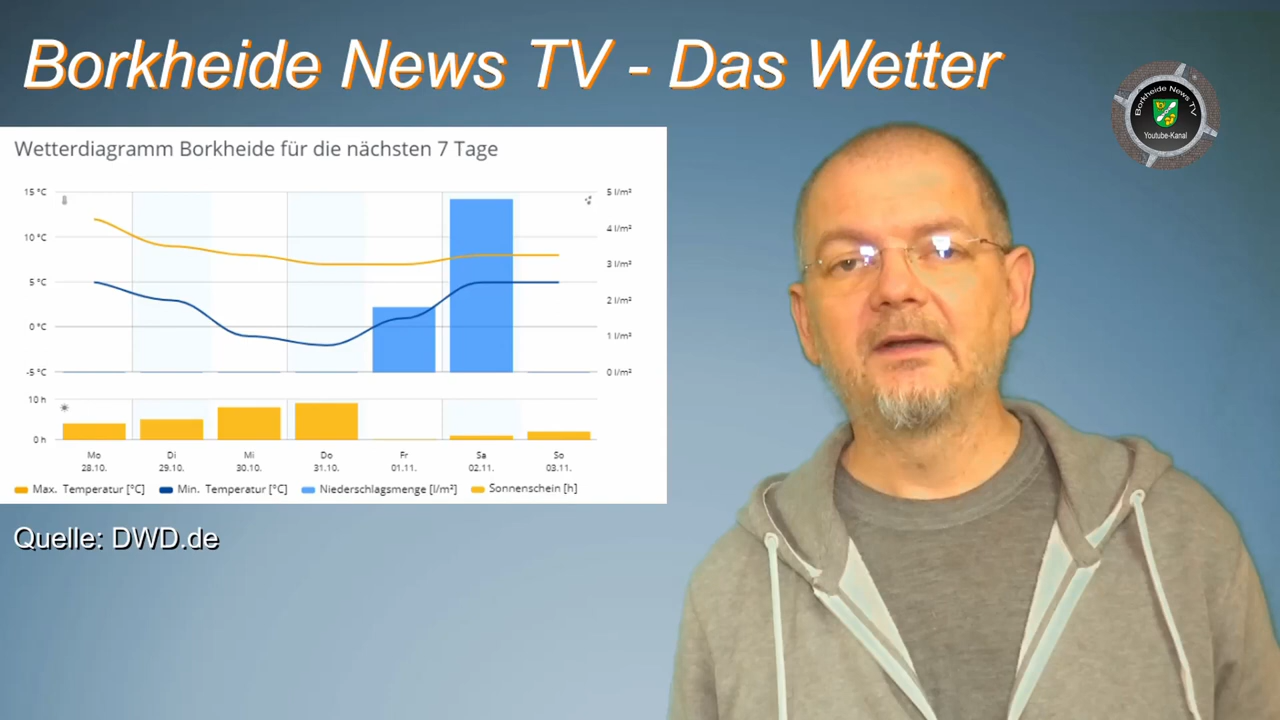 Borkheide News TV - Das Wetter
Borkheide News TV
Youtube-Kanal
Wetterdiagramm Borkheide für die nächsten 7 Tage
15 °C
10 °C
5 °C
0 °C
-5 °C
5 l/m²
4 l/m²
3 l/m²
2 l/m²
1 l/m²
0 l/m²
10 h
0 h
Mo Di Mi Do Fr Sa So
28.10. 29.10. 30.10. 31.10. 01.11. 02.11. 03.11.
Max. Temperatur [°C] Min. Temperatur [°C] Niederschlagsmenge [l/m²] Sonnenschein [h]
Quelle: DWD.de